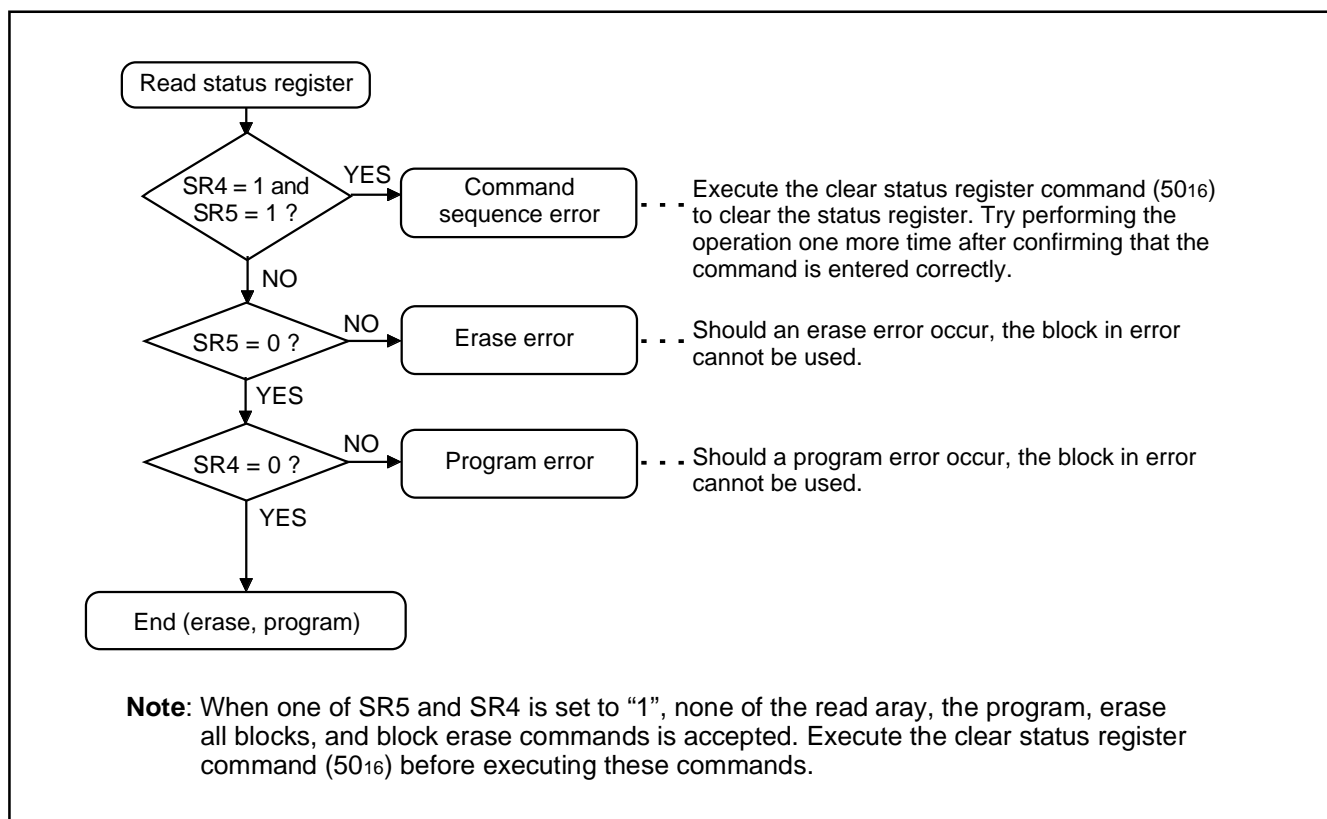 Read status register
SR4 = 1 and
SR5 = 1 ?
YES
Command
sequence error
Execute the clear status register command (5016)
to clear the status register. Try performing the
operation one more time after confirming that the
command is entered correctly.
NO
SR5 = 0 ?
NO
Erase error
Should an erase error occur, the block in error
cannot be used.
YES
SR4 = 0 ?
NO
Program error
Should a program error occur, the block in error
cannot be used.
YES
End (erase, program)
Note: When one of SR5 and SR4 is set to “1”, none of the read aray, the program, erase
all blocks, and block erase commands is accepted. Execute the clear status register
command (5016) before executing these commands.